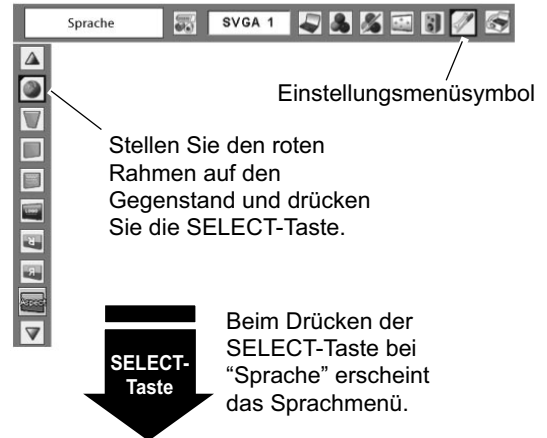 Sprache
SVGA 1
Einstellungsmenüsymbol
Stellen Sie den roten
Rahmen auf den
Gegenstand und drücken
Sie die SELECT-Taste.
SELECT-
Taste
Beim Drücken der
SELECT-Taste bei
“Sprache” erscheint
das Sprachmenü.